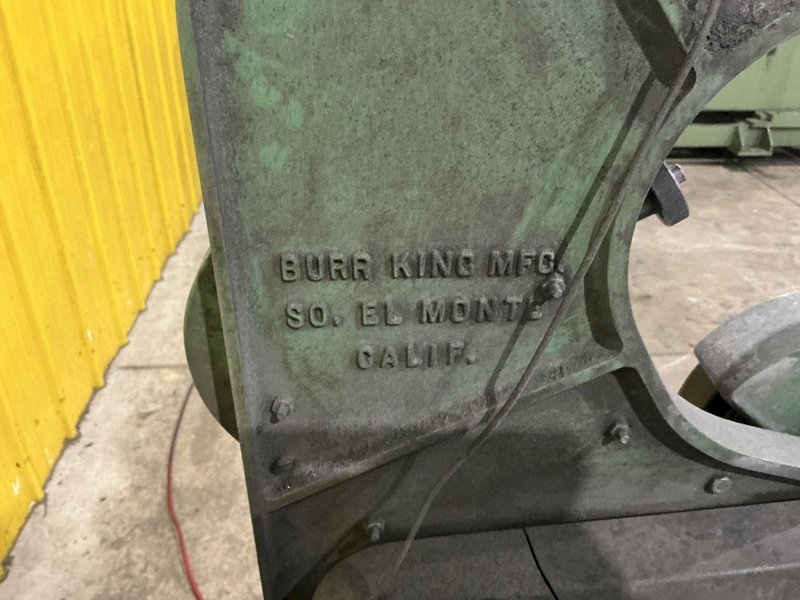 BURR KING MFG.
SO. EL MONTE
CALIF.